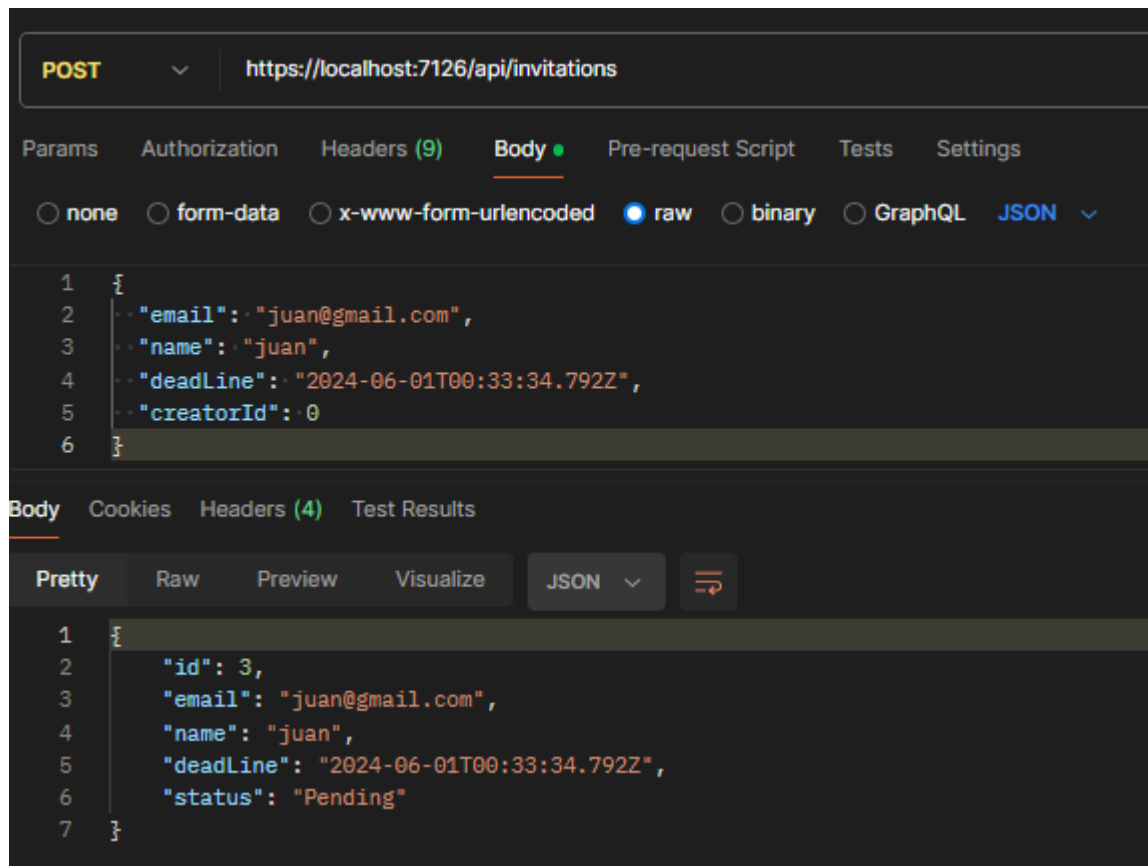 POST https://localhost:7126/api/invitations
Params Authorization Headers (9) Body Pre-request Script Tests Settings
none form-data x-www-form-urlencoded raw binary GraphQL JSON
1 {
2 "email": "juan@gmail.com",
3 "name": "juan",
4 "deadLine": "2024-06-01T00:33:34.792Z",
5 "creatorId": 0
6 }
Body Cookies Headers (4) Test Results
Pretty Raw Preview Visualize JSON
1 {
2 "id": 3,
3 "email": "juan@gmail.com",
4 "name": "juan",
5 "deadLine": "2024-06-01T00:33:34.792Z",
6 "status": "Pending"
7 }